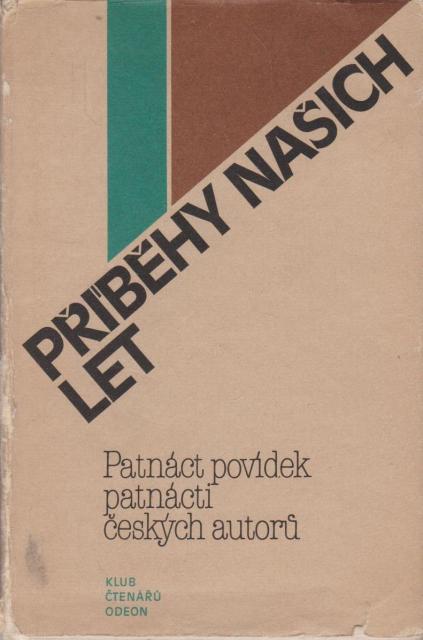 PŘÍBĚHY NAŠICH
LET
Patnáct povídek
patnácti
českých autorů
KLUB
ČTENÁŘŮ
ODEON